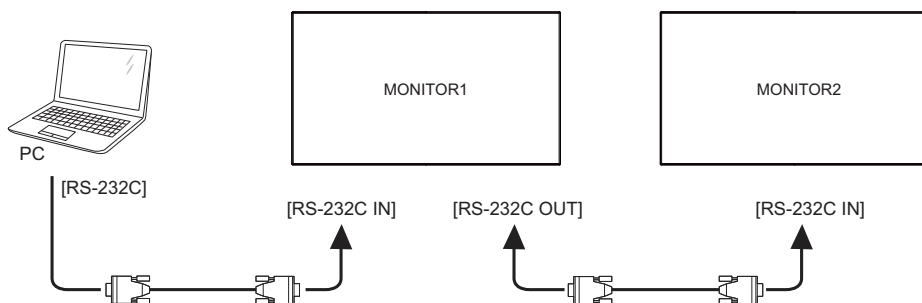 MONITOR1
MONITOR2
PC
[RS-232C]
[RS-232C IN]
[RS-232C OUT]
[RS-232C IN]